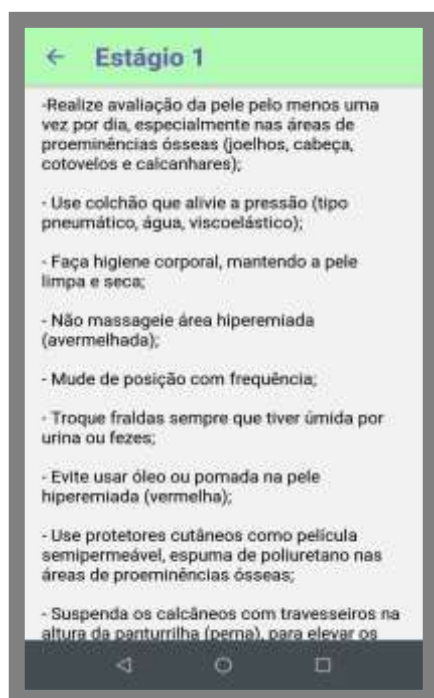 Estágio 1
-Realize avaliação da pele pelo menos uma
vez por dia, especialmente nas áreas de
proeminências ósseas (joelhos, cabeça,
cotovelos e calcanhares);
- Use colchão que alivie a pressão (tipo
pneumático, água, viscoelástico);
- Faça higiene corporal, mantendo a pele
limpa e seca;
- Não massageie área hiperemiada
(avermelhada);
- Mude de posição com frequência;
- Troque fraldas sempre que tiver úmida por
urina ou fezes;
- Evite usar óleo ou pomada na pele
hiperemiada (vermelha);
- Use protetores cutâneos como película
semipermeável, espuma de poliuretano nas
áreas de proeminências ósseas;
- Suspenda os calcâneos com travesseiros na
altura da panturrilha (perna), para elevar os